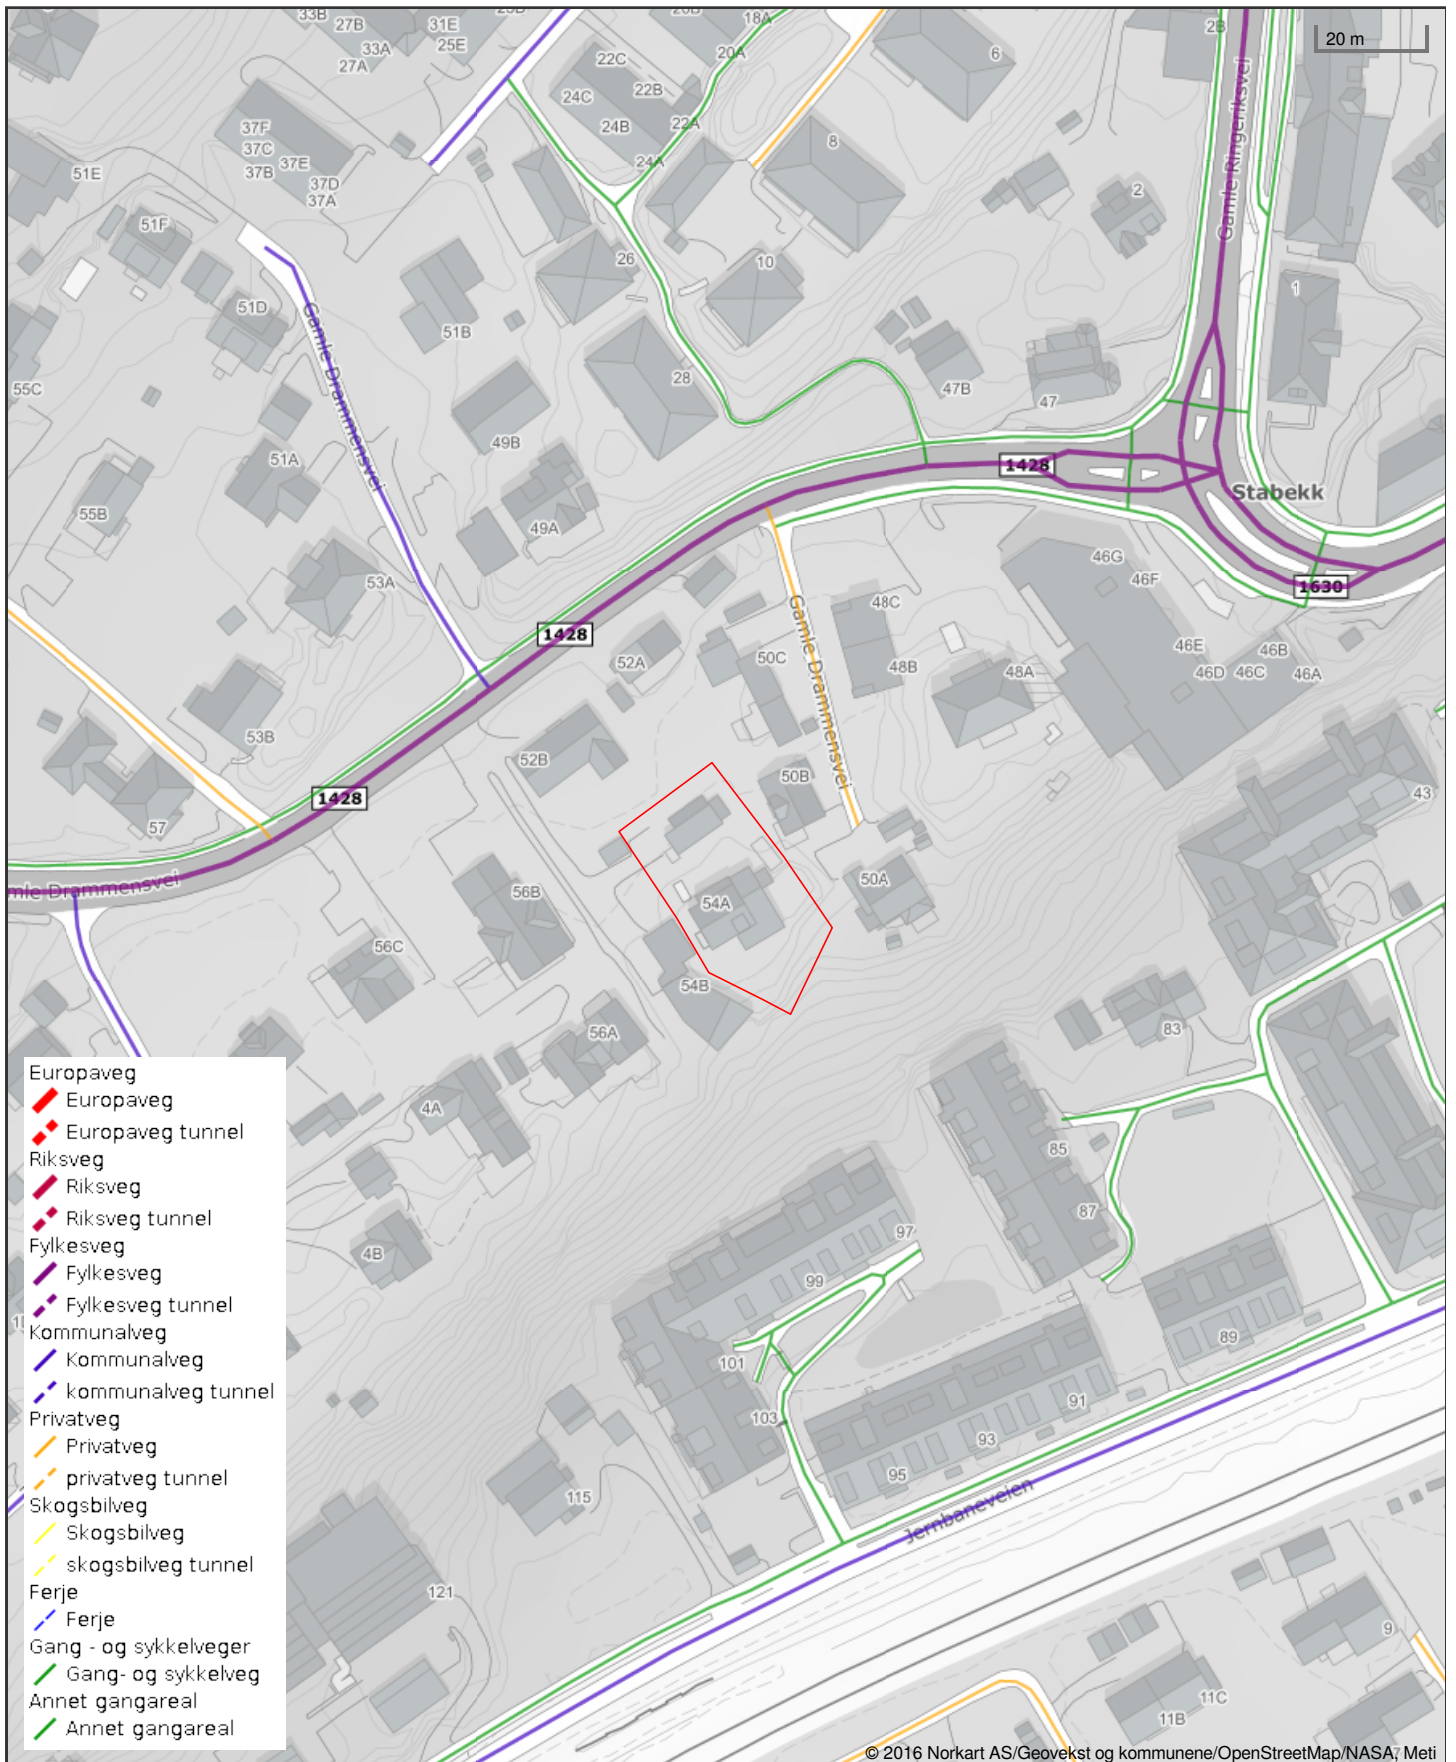 33B
27B
31E
25E
33A
27A
18A
20A
22C
22B
24C
24B
22A
24A
6
2B
20 m
Gamle Ringeriksvei
37F
37C
37E
37B
37D
37A
51E
51F
8
2
26
10
51D
51B
1
Gamle Drammensvei
55C
28
47B
47
49B
51A
1428
Stabekk
55B
49A
46G
46F
1630
53A
48C
1428
Gamle Drammensvei
52A
50C
48B
48A
46E
46B
46D
46C
46A
53B
52B
50B
43
1428
57
mle Drammensvei
56B
54A
50A
56C
54B
56A
83
4A
85
87
4B
97
99
89
101
91
103
93
95
115
Jernbaneveien
121
9
11C
11B
Europaveg
Europaveg
Europaveg tunnel
Riksveg
Riksveg
Riksveg tunnel
Fylkesveg
Fylkesveg
Fylkesveg tunnel
Kommunalveg
Kommunalveg
kommunalveg tunnel
Privatveg
Privatveg
privatveg tunnel
Skogsbilveg
Skogsbilveg
skogsbilveg tunnel
Ferje
Ferje
Gang - og sykkelveger
Gang- og sykkelveg
Annet gangareal
Annet gangareal
© 2016 Norkart AS/Geovekst og kommunene/OpenStreetMap/NASA, Meti